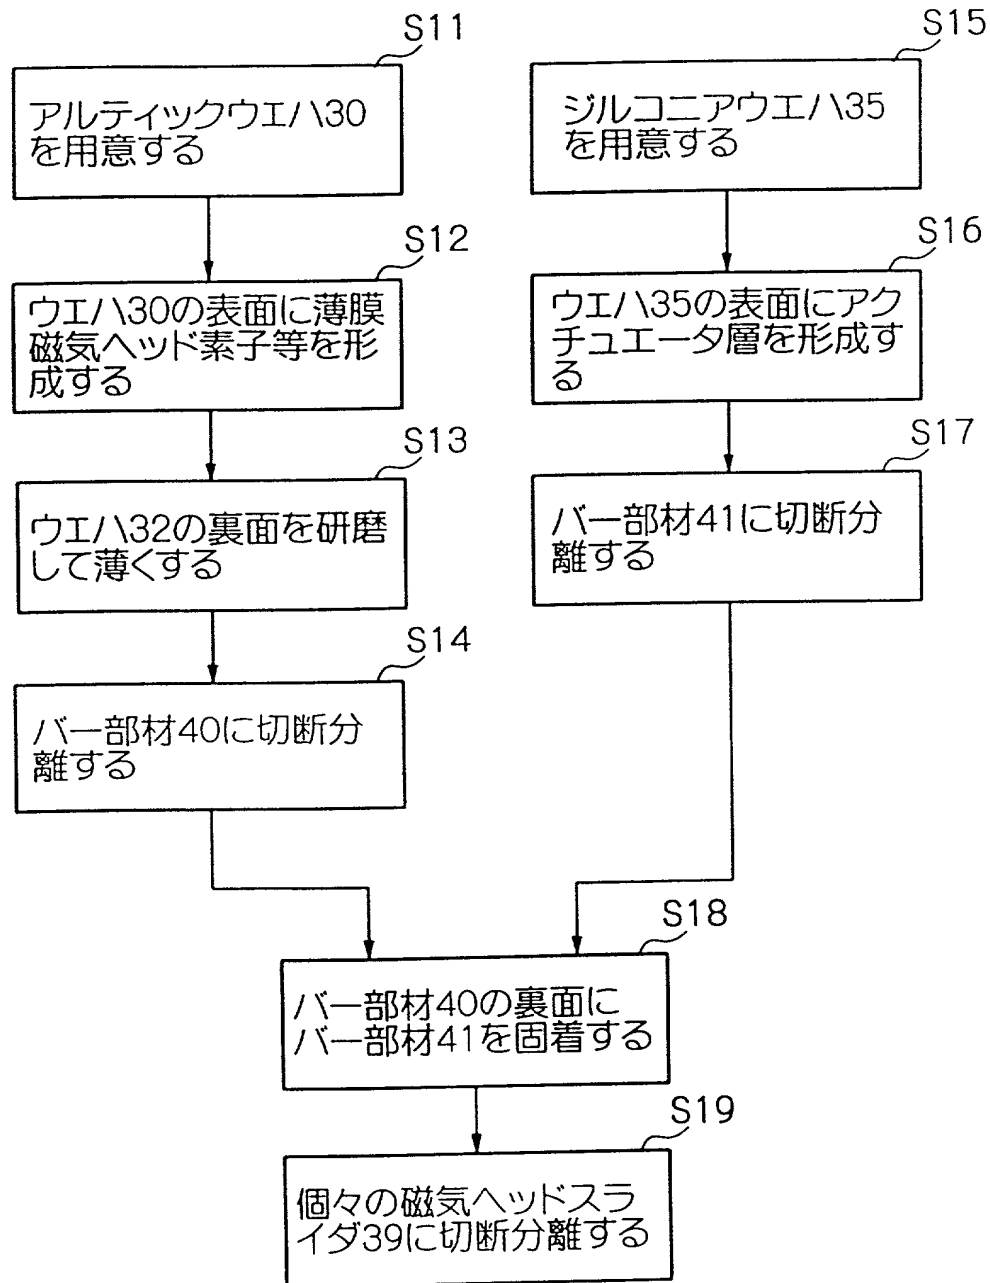 S11
アルティックウエハ30
を用意する
S12
ウエハ30の表面に薄膜
磁気ヘッド素子等を形
成する
S13
ウエハ32の裏面を研磨
して薄くする
S14
バー部材40に切断分
離する
S15
ジルコニアウエハ35
を用意する
S16
ウエハ35の表面にアク
チュエータ層を形成す
る
S17
バー部材41に切断分
離する
S18
バー部材40の裏面に
バー部材41を固着する
S19
個々の磁気ヘッドスラ
イダ39に切断分離する